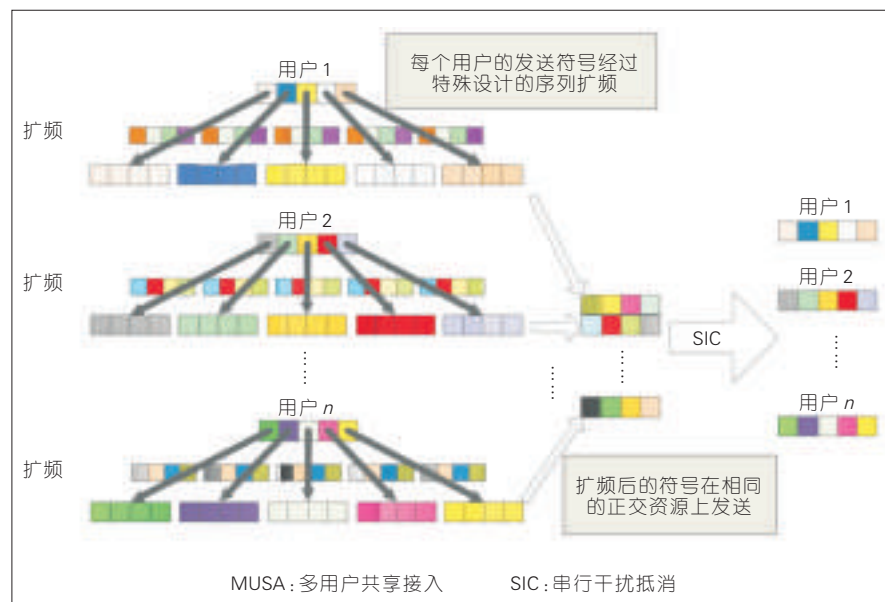 用户 1
每个用户的发送符号经过
特殊设计的序列扩频
扩频
用户 2
扩频
用户 1
用户 2
SIC
用户 n
扩频
用户 n
扩频后的符号在相同
的正交资源上发送
MUSA：多用户共享接入 SIC：串行干扰抵消